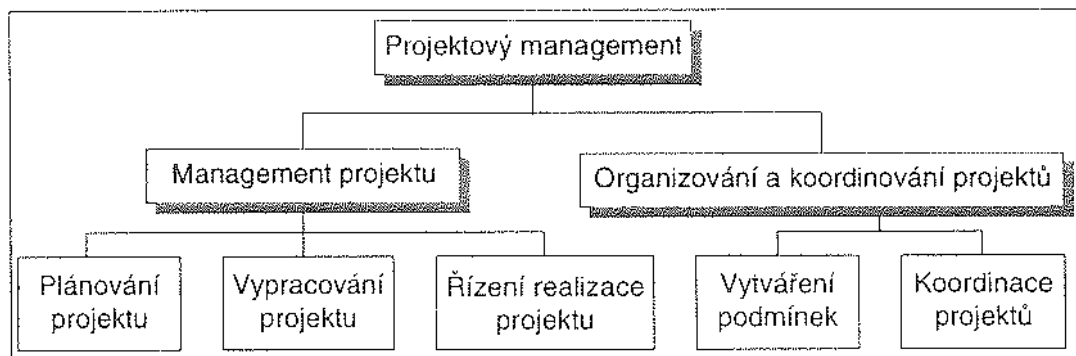 Projektový management
Management projektu
Organizování a koordinování projektů
Plánování
projektu
Vypracování
projektu
Řízení realizace
projektu
Vytváření
podmínek
Koordinace
projektů